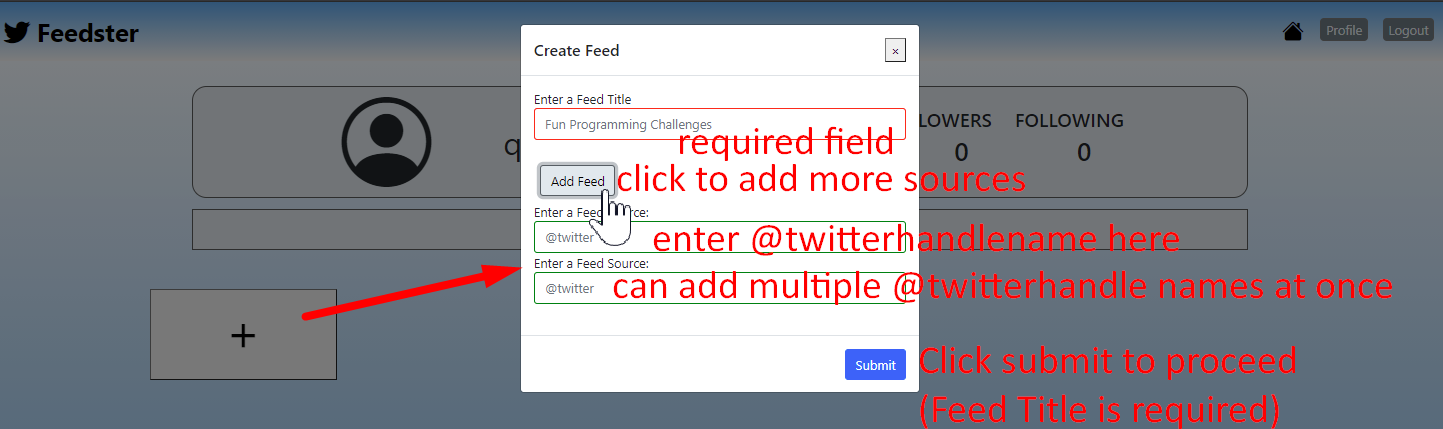 Feedster
Profile
Logout
Create Feed
×
Enter a Feed Title
Fun Programming Challenges
required field
LOWERS
FOLLOWING
q
0
0
Add Feed
click to add more sources
Enter a Feed rce:
@twitter
enter @twitterhandlename here
Enter a Feed Source:
@twitter
can add multiple @twitterhandle names at once
+
Submit
Click submit to proceed
(Feed Title is required)